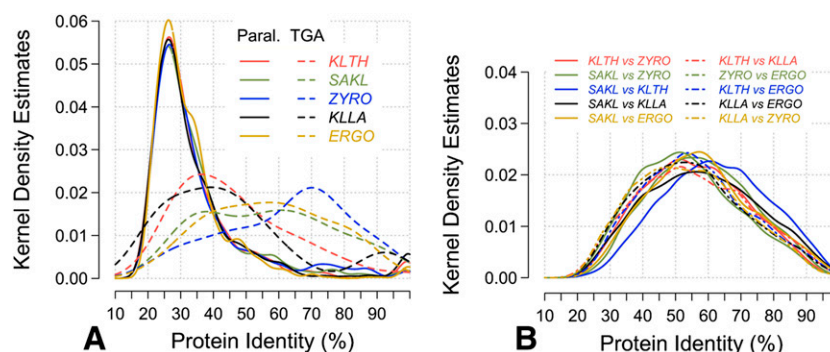 Kernel Density Estimates
0.06
0.05
0.04
0.03
0.02
0.01
0.00
Para. TGA
KLTH
SAKL
ZYRO
KLLA
ERGO
10 20 30 40 50 60 70 80 90
A Protein Identity (%)
Kernel Density Estimates
KLTH vs ZYRO KLTH vs KLLA
SAKL vs ZYRO ZYRO vs ERGO
SAKL vs KLTH KLTH vs ERGO
SAKL vs KLLA KLLA vs ERGO
SAKL vs ERGO KLLA vs ZYRO
0.04
0.03
0.02
0.01
0.00
10 20 30 40 50 60 70 80 90
B Protein Identity (%)